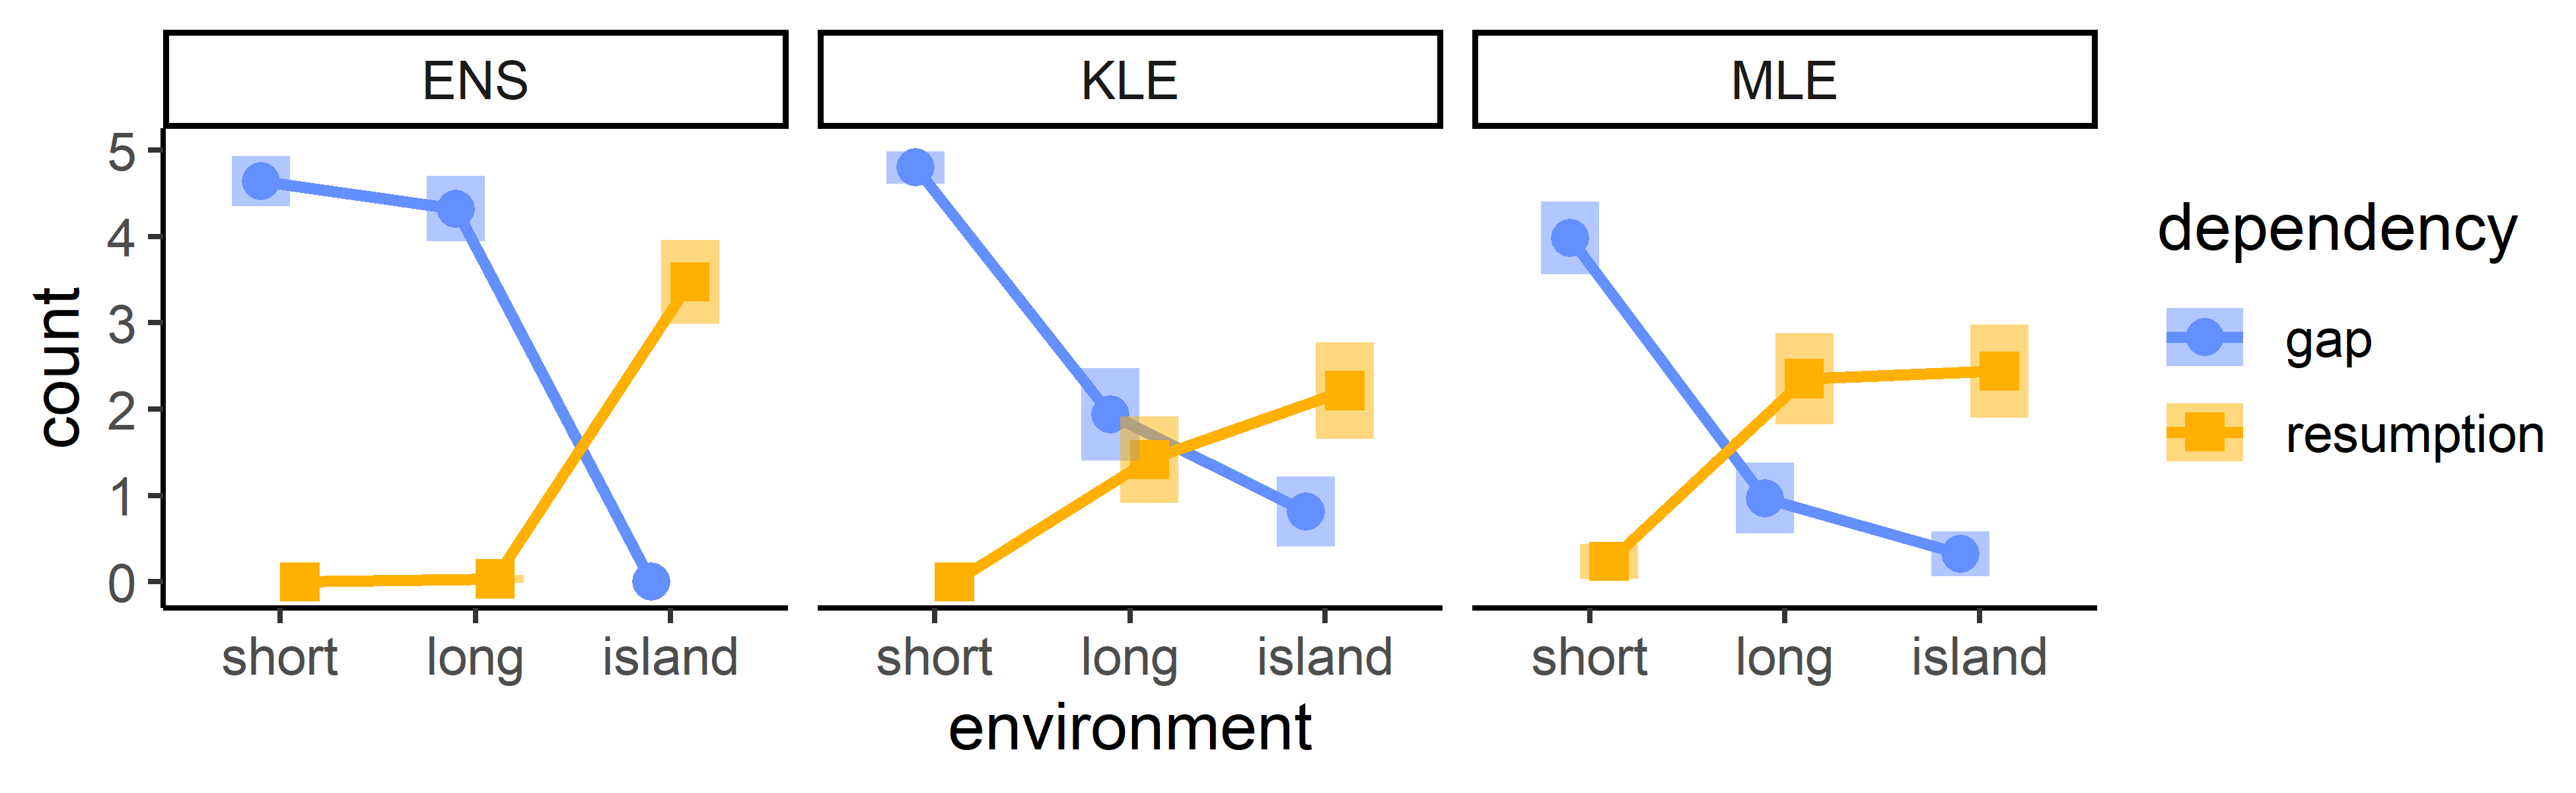 ENS KLE MLE
5
4
3
2
1
0
count
short long island short long island short long island
environment
dependency
gap
resumption